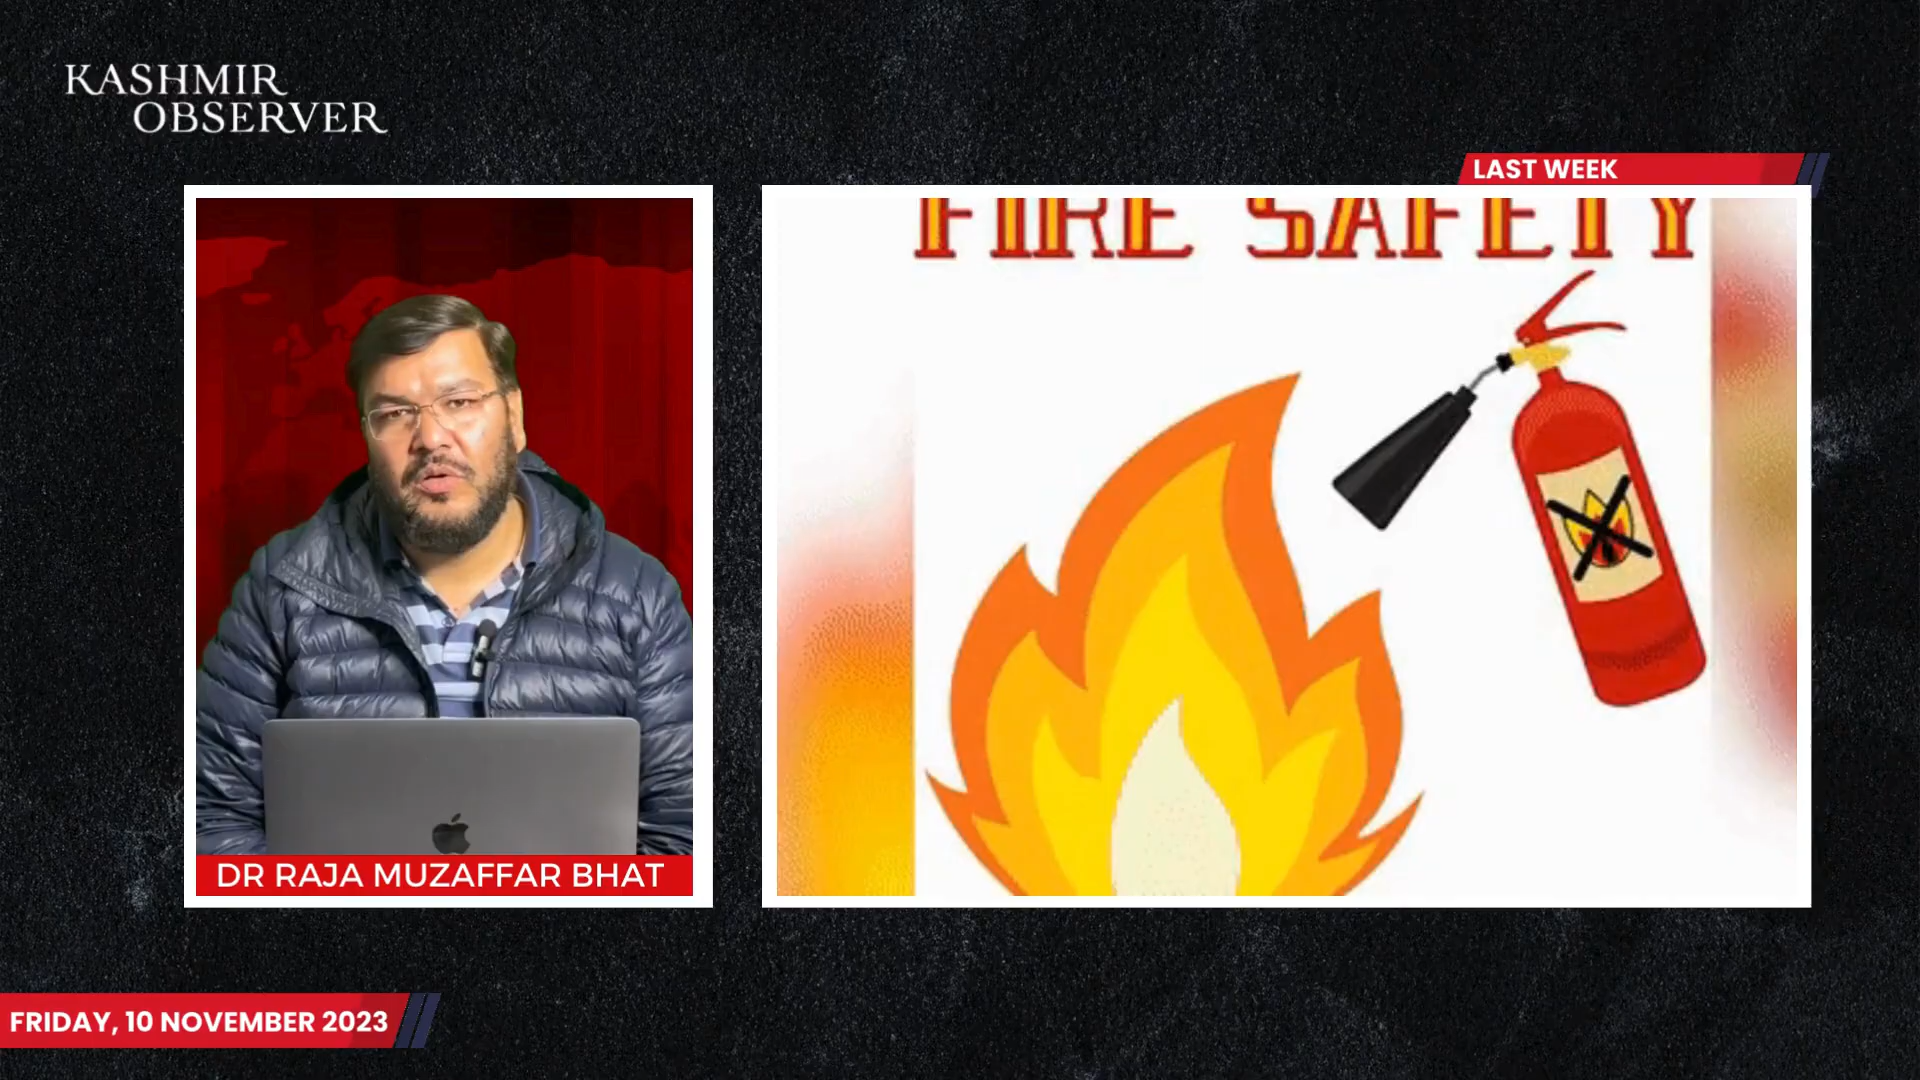 KASHMIR
OBSERVER
LAST WEEK
FIRE SAFETY
DR RAJA MUZAFFAR BHAT
FRIDAY, 10 NOVEMBER 2023